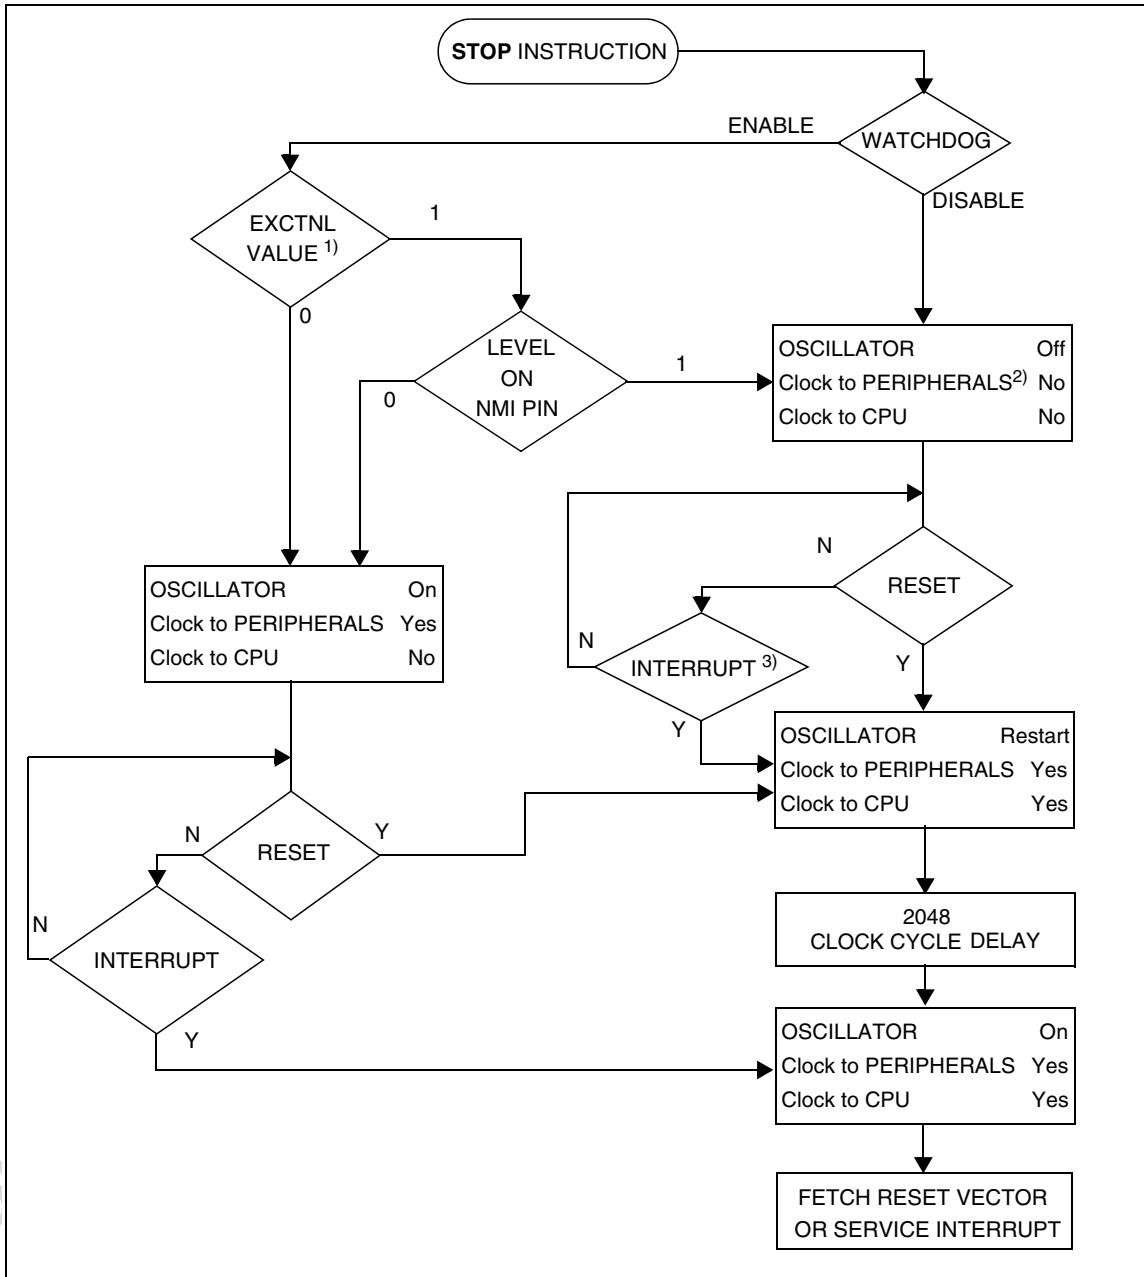 STOP INSTRUCTION
ENABLE
WATCHDOG
DISABLE
EXCTNL
VALUE 1)
1
0
LEVEL
ON
NMI PIN
1
0
OSCILLATOR Off
Clock to PERIPHERALS2) No
Clock to CPU No
N
RESET
Y
OSCILLATOR On
Clock to PERIPHERALS Yes
Clock to CPU No
N
INTERRUPT 3)
Y
OSCILLATOR Restart
Clock to PERIPHERALS Yes
Clock to CPU Yes
N
RESET
Y
2048
CLOCK CYCLE DELAY
N
INTERRUPT
Y
OSCILLATOR On
Clock to PERIPHERALS Yes
Clock to CPU Yes
FETCH RESET VECTOR
OR SERVICE INTERRUPT